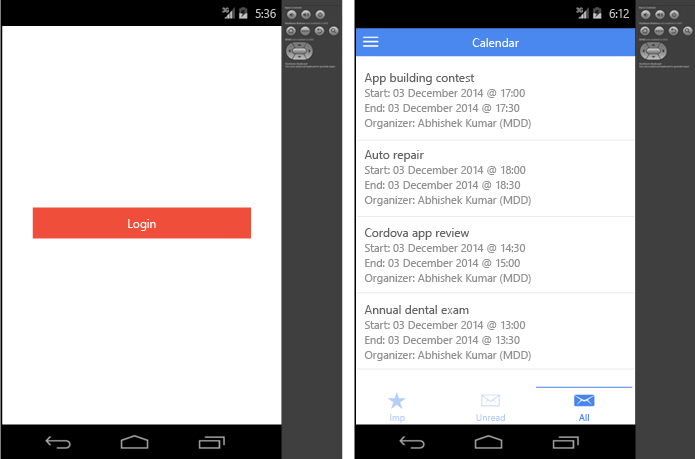 3G 5:36
Login
3G 6:12
Calendar
App building contest
Start: 03 December 2014 @ 17:00
End: 03 December 2014 @ 17:30
Organizer: Abhishek Kumar (MDD)
Auto repair
Start: 03 December 2014 @ 18:00
End: 03 December 2014 @ 18:30
Organizer: Abhishek Kumar (MDD)
Cordova app review
Start: 03 December 2014 @ 14:30
End: 03 December 2014 @ 15:00
Organizer: Abhishek Kumar (MDD)
Annual dental exam
Start: 03 December 2014 @ 13:00
End: 03 December 2014 @ 13:30
Organizer: Abhishek Kumar (MDD)
Imp Unread All